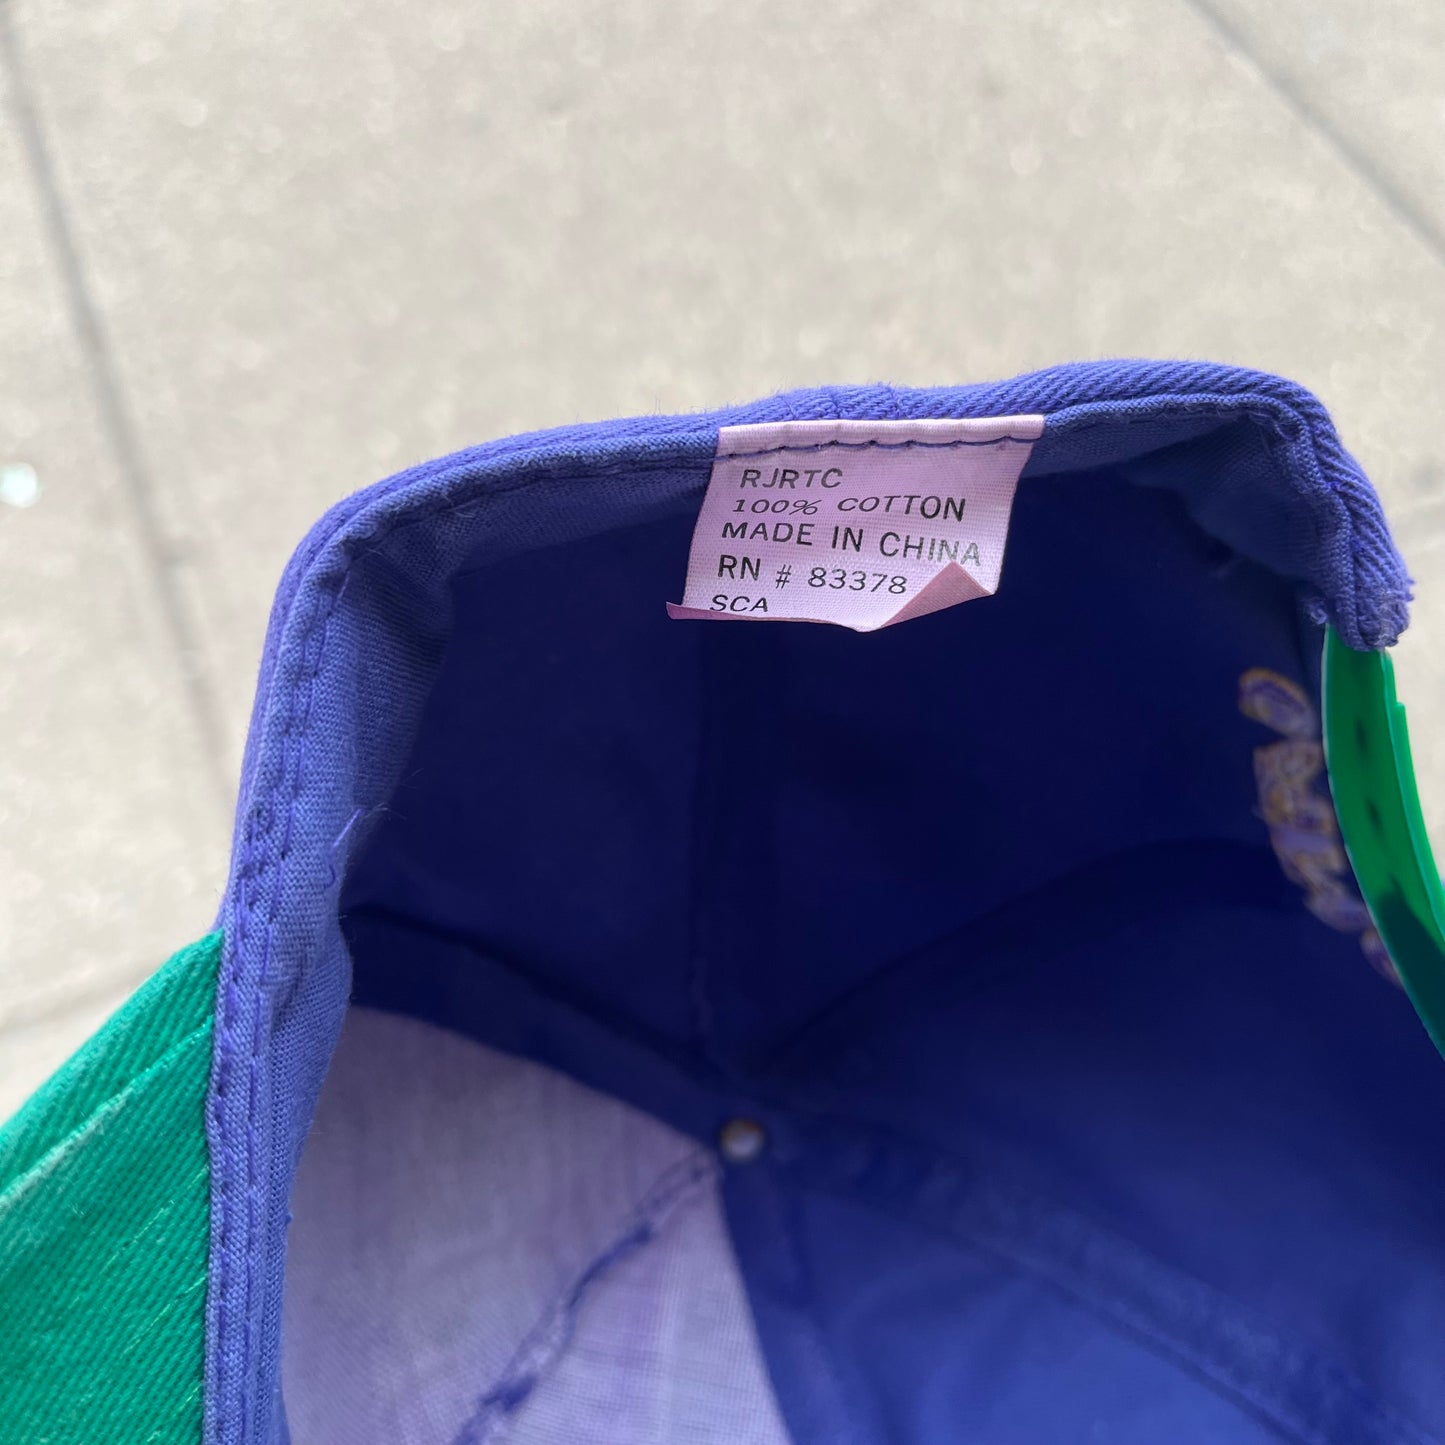 RJRTC
100% COTTON
MADE IN CHINA
RN # 83378
SCA